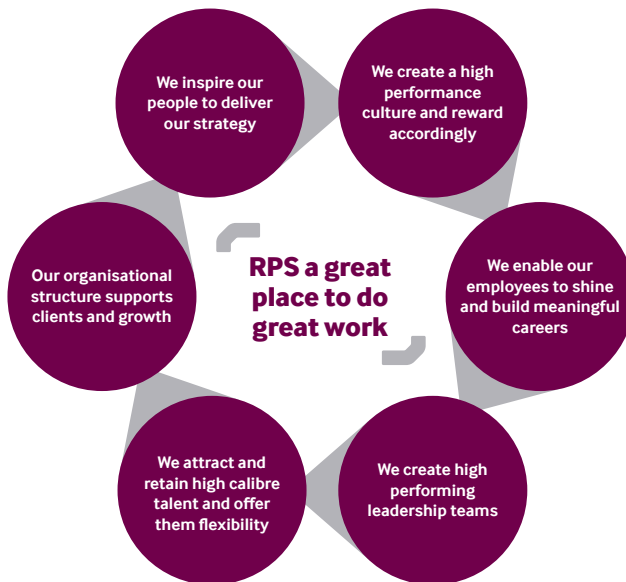 We inspire our
people to deliver
our strategy
We create a high
performance
culture and reward
accordingly
We enable our
employees to shine
and build meaningful
careers
We create high
performing
leadership teams
We attract and
retain high calibre
talent and offer
them flexibility
Our organisational
structure supports
clients and growth
RPS a great
place to do
great work